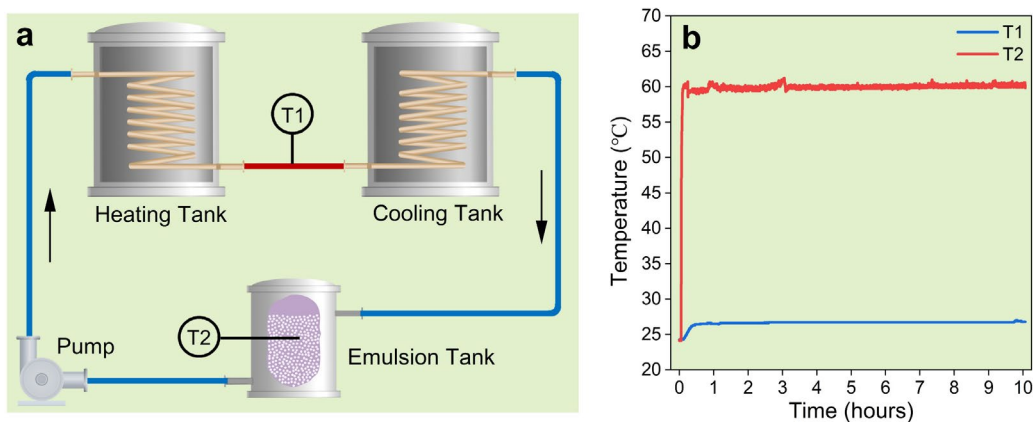 a
T1
Heating Tank
Cooling Tank
T2
Pump
Emulsion Tank
b
T1
T2
Temperature (℃)
70
65
60
55
50
45
40
35
30
25
20
0 1 2 3 4 5 6 7 8 9 10
Time (hours)